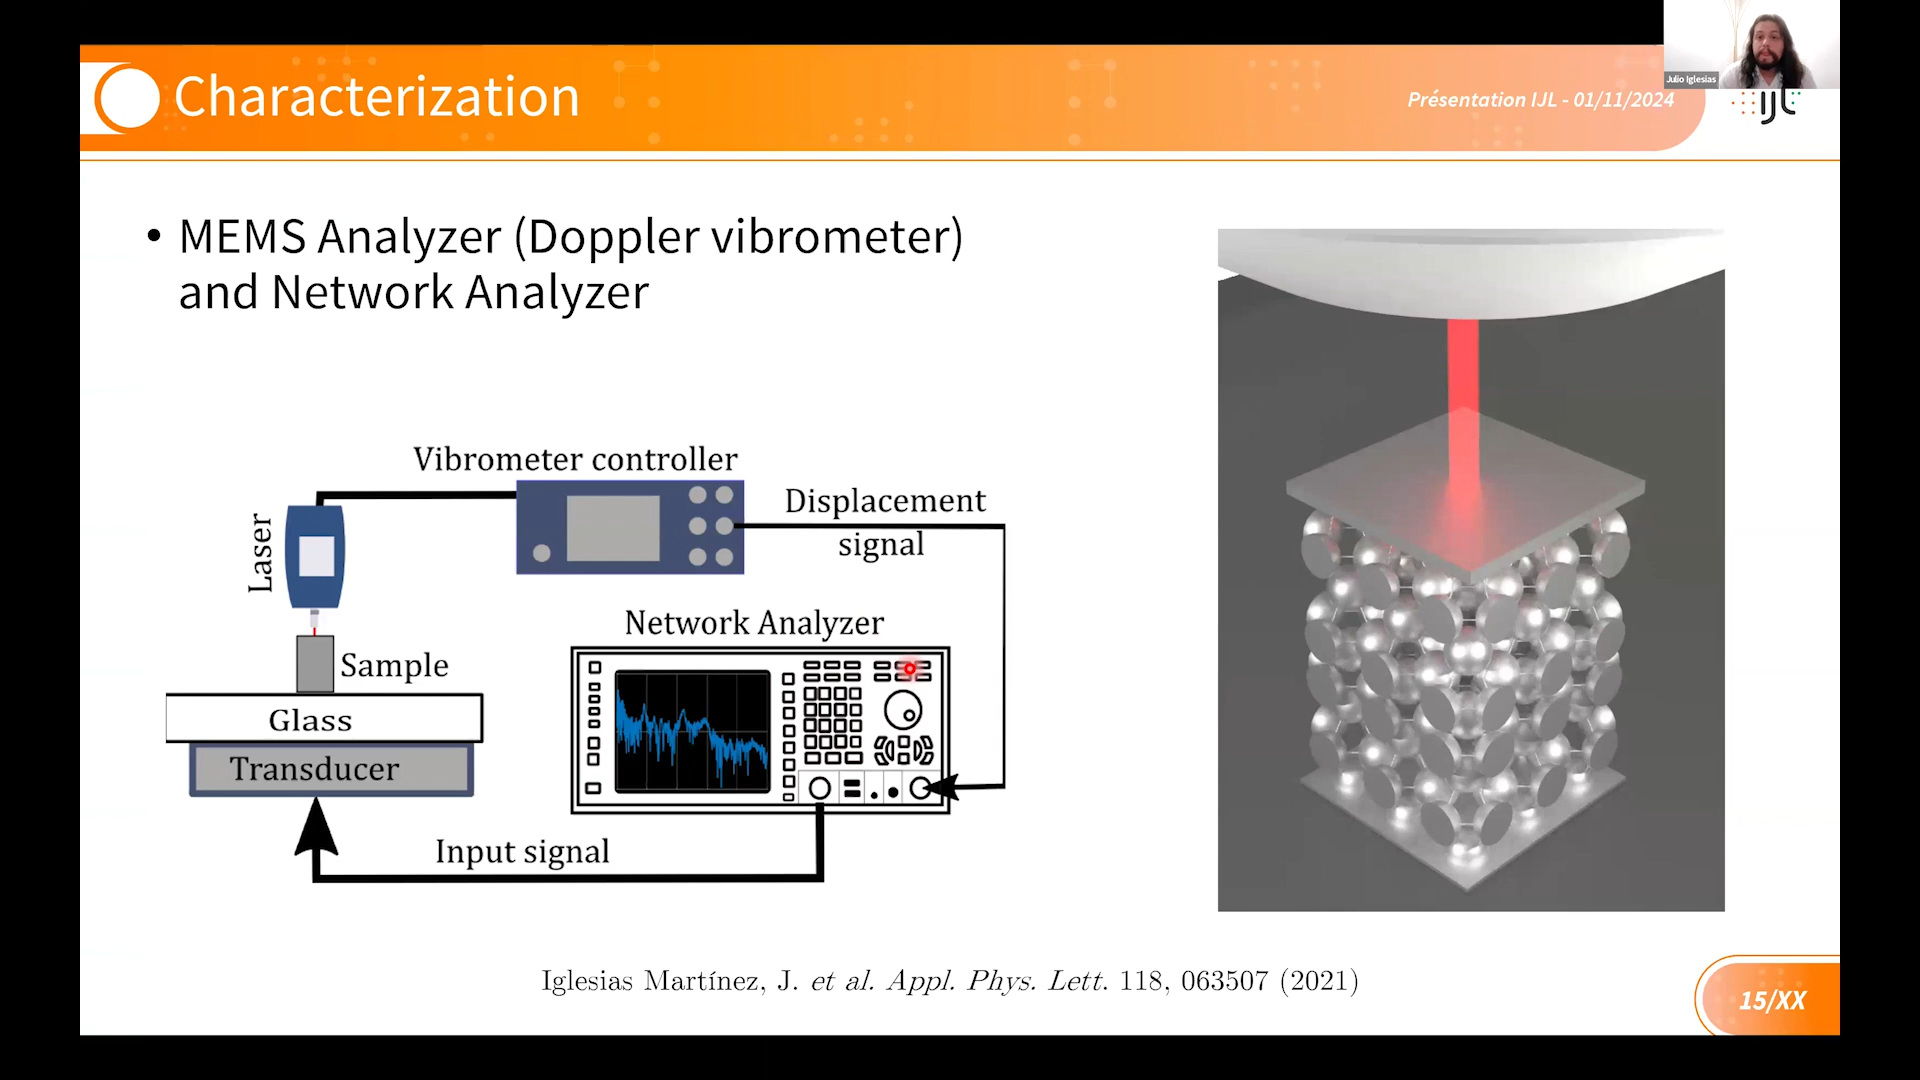 Julio Iglesias
Characterization
Présentation IJL - 01/11/2024
ijl
• MEMS Analyzer (Doppler vibrometer)
and Network Analyzer
Vibrometer controller
Laser
Displacement
signal
Network Analyzer
Sample
Glass
Transducer
Input signal
Iglesias Martínez, J. et al. Appl. Phys. Lett. 118, 063507 (2021)
15/XX